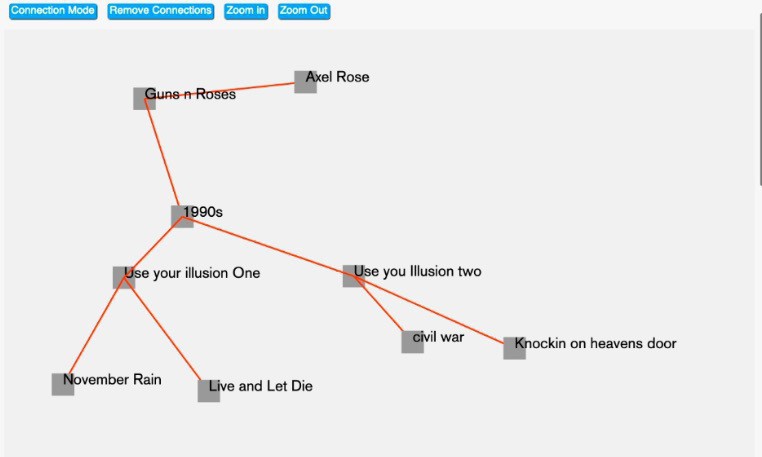 Connection Mode
Remove Connections
Zoom In
Zoom Out
Axel Rose
Guns n Roses
1990s
Use your illusion One
Use you Illusion two
civil war
Knockin on heavens door
November Rain
Live and Let Die